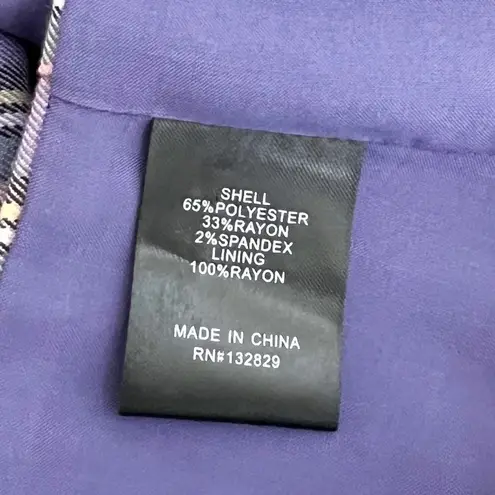 SHELL
65%POLYESTER
33%RAYON
2%SPANDEX
LINING
100%RAYON
MADE IN CHINA
RN#132829